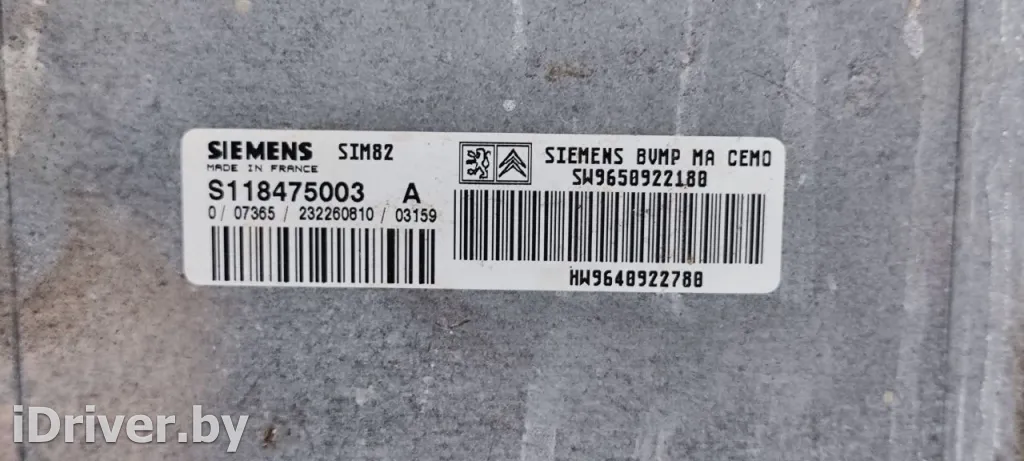 SIEMENS SIM82
MADE IN FRANCE
S118475003 A
0/ 07365 / 232260810 / 03159
SIEMENS BVMP MA CEMO
SW9650922180
HW9640922780
iDriver.by